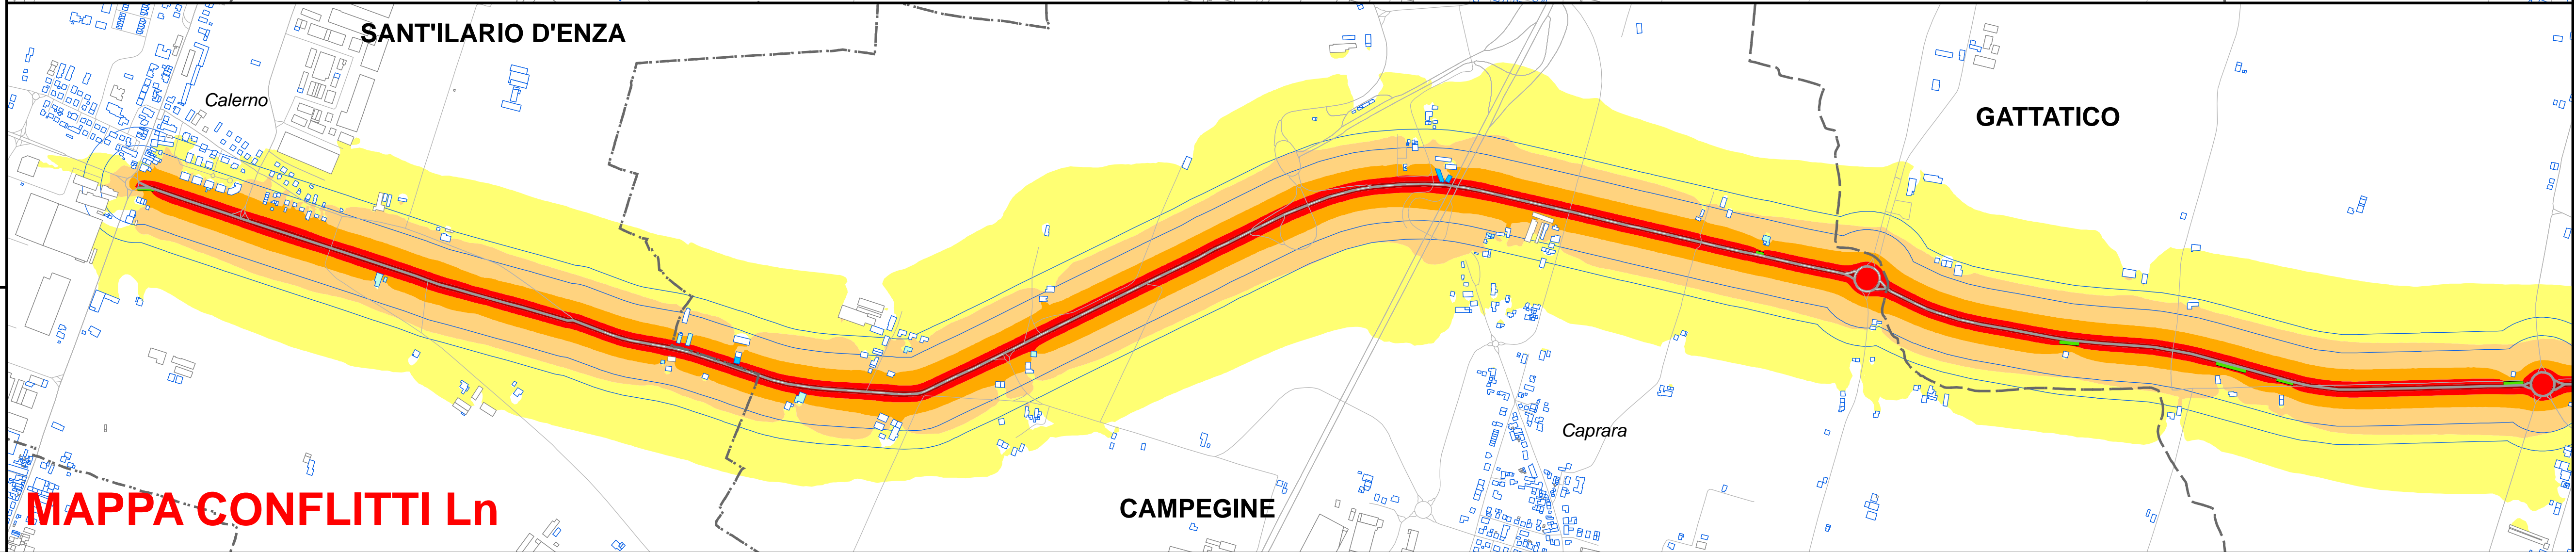 SANT'ILARIO D'ENZA
Calerno
GATTATICO
Caprara
CAMPEGINE
MAPPA CONFLITTI Ln